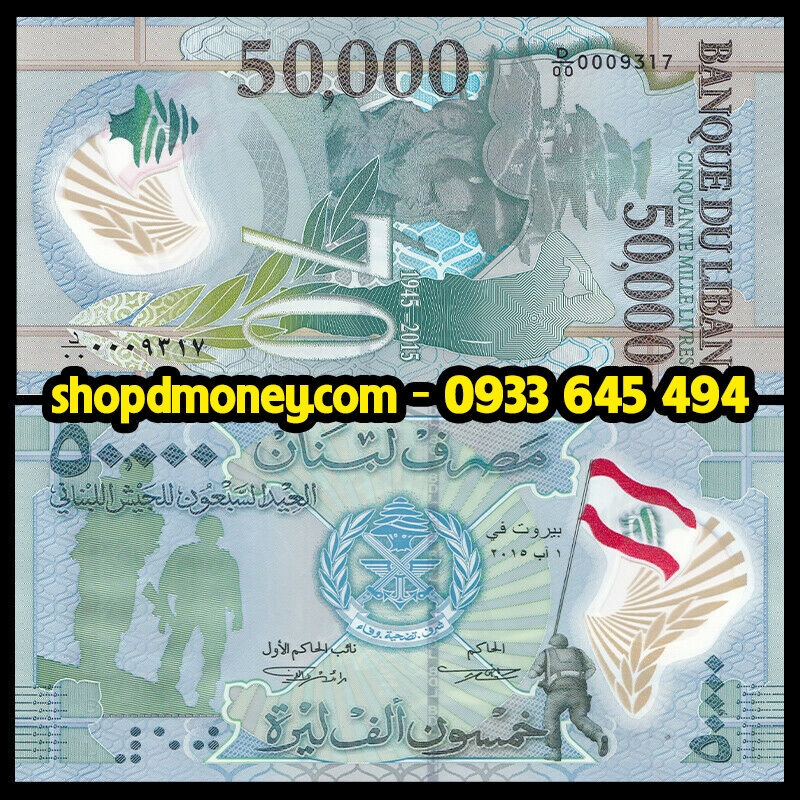 50,000
D/00 0009317
BANQUE DU LIBAN
CINQUANTE MILLE LIVRES
50,000
70
1945 - 2015
د/٠٠ ٠٠٠٩٣١٧
shopdmoney.com - 0933 645 494
٥٠٠٠٠
مصرف لبنان
العيد السبعون للجيش اللبناني
بيروت في
١ آب ٢٠١٥
شرف · تضحية · وفاء
الحاكم
نائب الحاكم الأول
خمسون ألف ليرة
٥٠٠٠٠